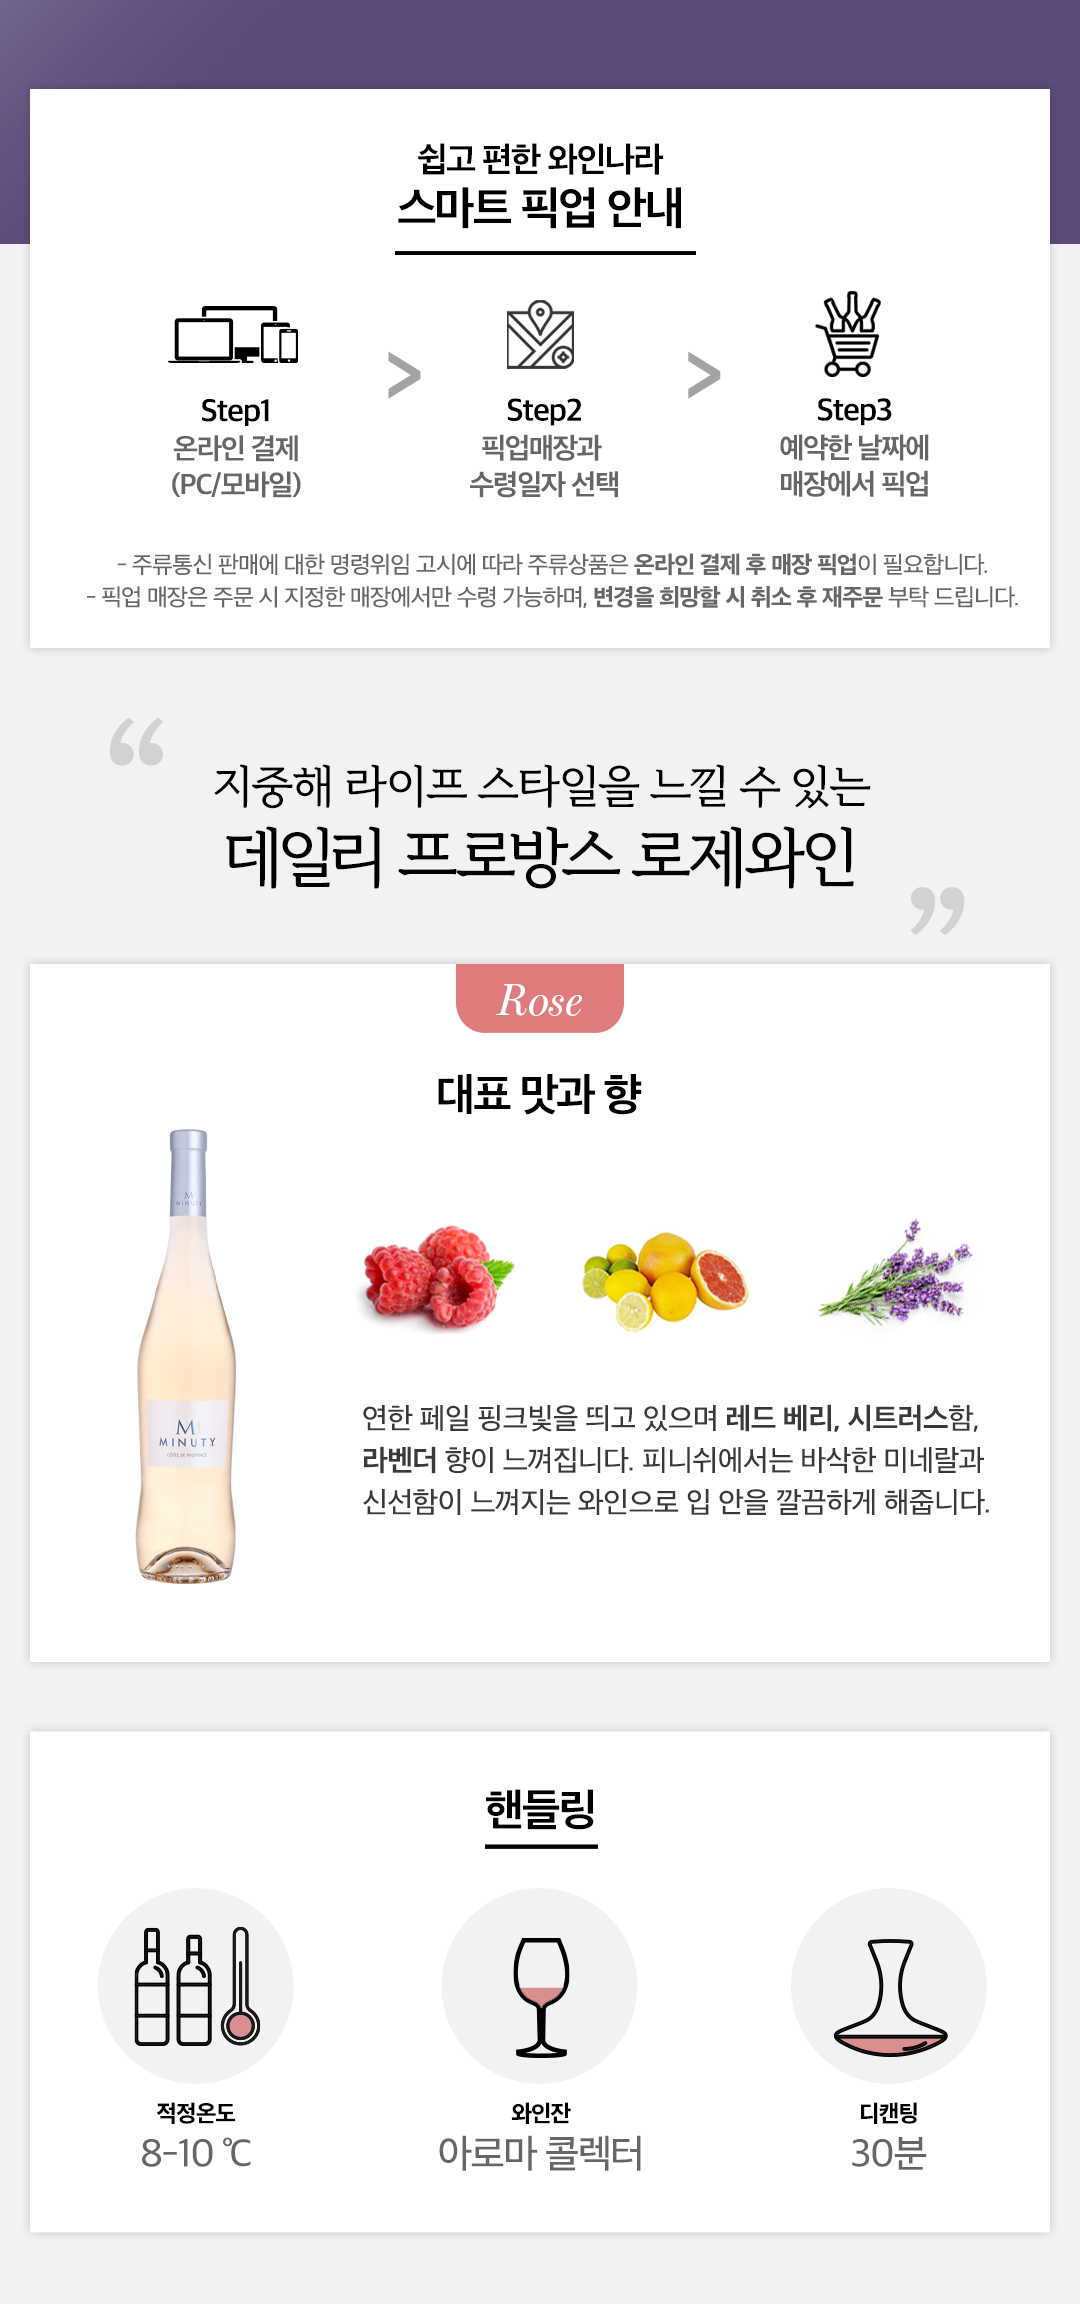 쉽고 편한 와인나라
스마트 픽업 안내
Step1
온라인 결제
(PC/모바일)
>
Step2
픽업매장과
수령일자 선택
>
Step3
예약한 날짜에
매장에서 픽업
- 주류통신 판매에 대한 명령위임 고시에 따라 주류상품은 온라인 결제 후 매장 픽업이 필요합니다.
- 픽업 매장은 주문 시 지정한 매장에서만 수령 가능하며, 변경을 희망할 시 취소 후 재주문 부탁 드립니다.
“
지중해 라이프 스타일을 느낄 수 있는
데일리 프로방스 로제와인
”
Rose
대표 맛과 향
M
MINUTY
M
MINUTY
CÔTES DE PROVENCE
연한 페일 핑크빛을 띄고 있으며 레드 베리, 시트러스함,
라벤더 향이 느껴집니다. 피니쉬에서는 바삭한 미네랄과
신선함이 느껴지는 와인으로 입 안을 깔끔하게 해줍니다.
핸들링
적정온도
8-10 ℃
와인잔
아로마 콜렉터
디캔팅
30분